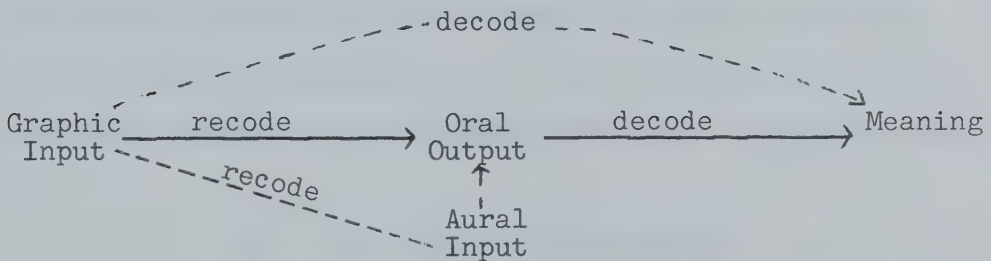 decode
Graphic recode Oral decode Meaning
Input Output
recode
Aural
Input